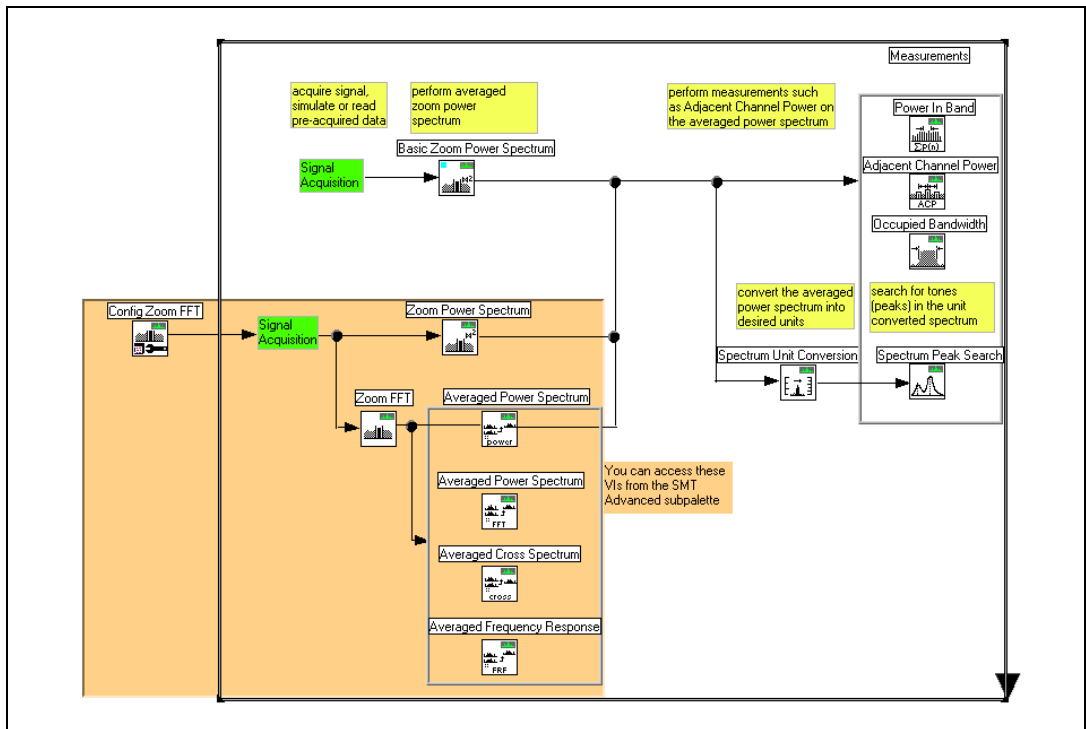 Measurements
acquire signal,
simulate or read
pre-acquired data
perform averaged
zoom power
spectrum
perform measurements such
as Adjacent Channel Power on
the averaged power spectrum
Power In Band
ΣP(n)
Basic Zoom Power Spectrum
M²
Signal
Acquisition
Adjacent Channel Power
ACP
Occupied Bandwidth
convert the averaged
power spectrum into
desired units
search for tones
(peaks) in the unit
converted spectrum
Config Zoom FFT
Signal
Acquisition
Zoom Power Spectrum
M²
Spectrum Unit Conversion
Spectrum Peak Search
Zoom FFT
Averaged Power Spectrum
power
You can access these
VIs from the SMT
Advanced subpalette
Averaged Power Spectrum
FFT
Averaged Cross Spectrum
cross
Averaged Frequency Response
FRF